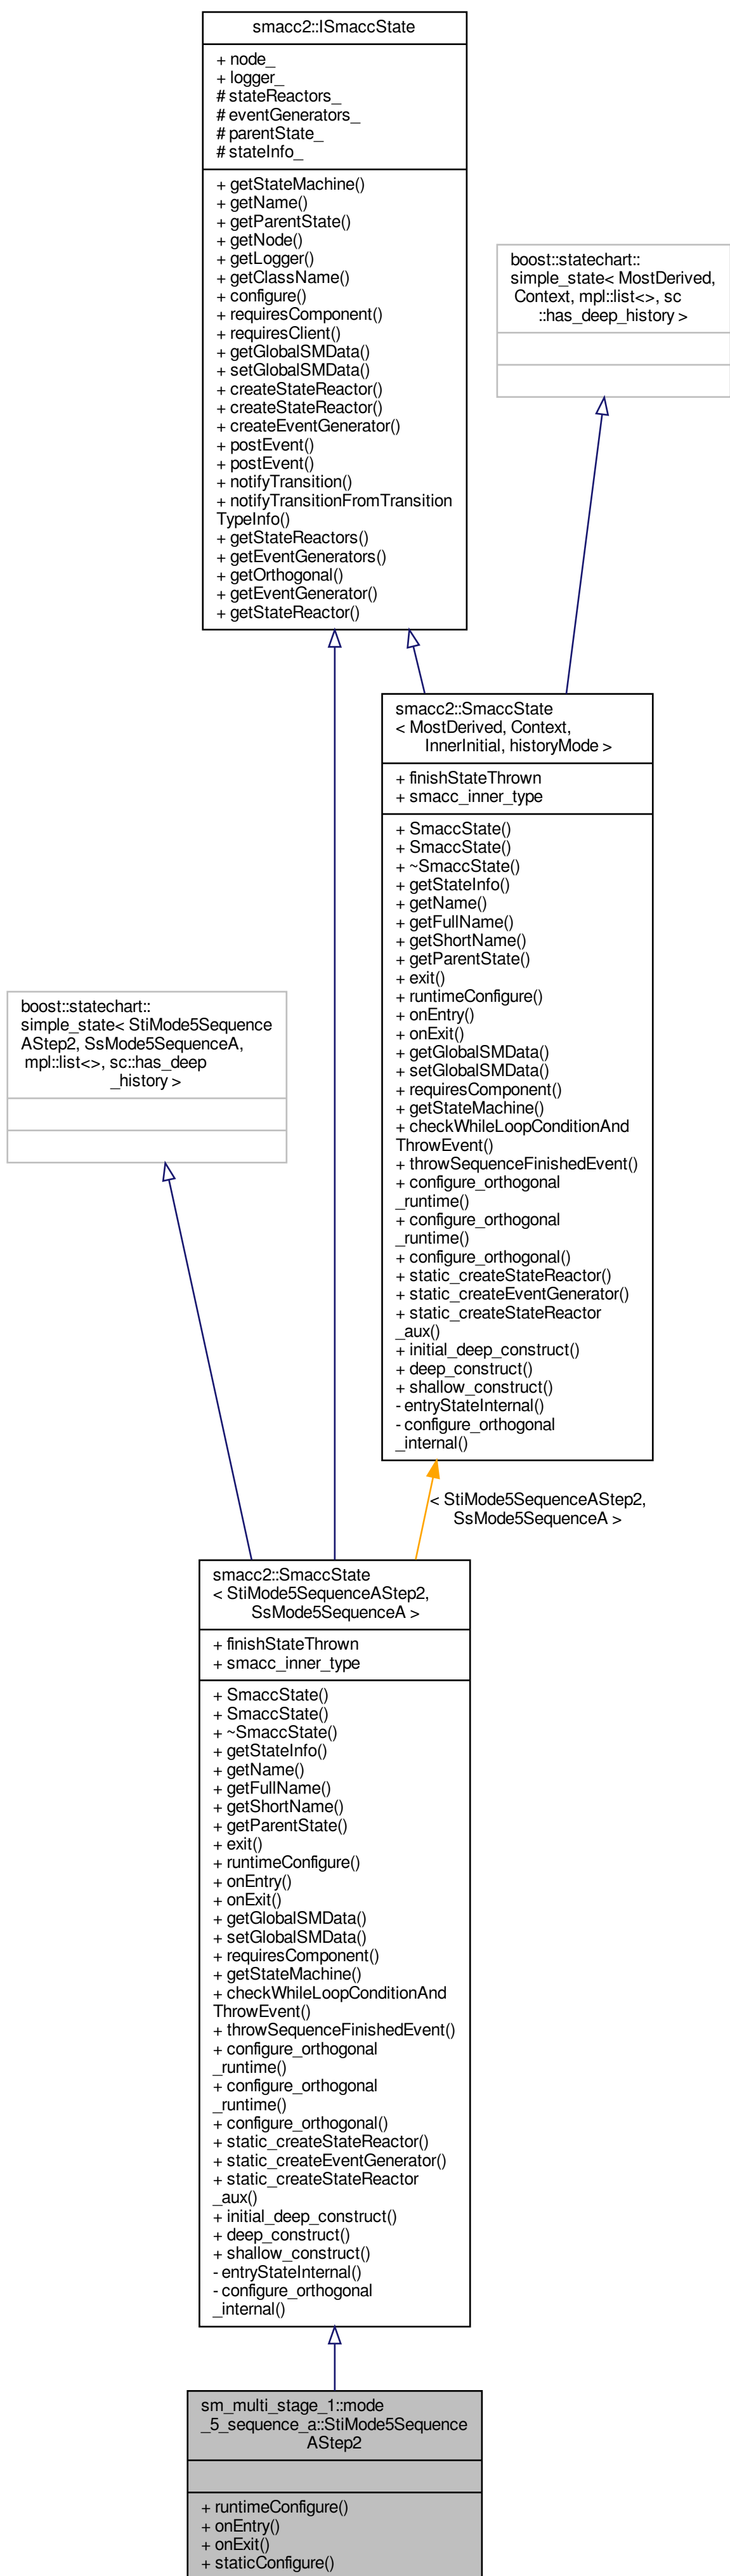 smacc2::ISmaccState
+ node_
+ logger_
# stateReactors_
# eventGenerators_
# parentState_
# stateInfo_
+ getStateMachine()
+ getName()
+ getParentState()
+ getNode()
+ getLogger()
+ getClassName()
+ configure()
+ requiresComponent()
+ requiresClient()
+ getGlobalSMData()
+ setGlobalSMData()
+ createStateReactor()
+ createStateReactor()
+ createEventGenerator()
+ postEvent()
+ postEvent()
+ notifyTransition()
+ notifyTransitionFromTransition
TypeInfo()
+ getStateReactors()
+ getEventGenerators()
+ getOrthogonal()
+ getEventGenerator()
+ getStateReactor()
boost::statechart::
simple_state< MostDerived,
Context, mpl::list<>, sc
::has_deep_history >
smacc2::SmaccState
< MostDerived, Context,
InnerInitial, historyMode >
+ finishStateThrown
+ smacc_inner_type
+ SmaccState()
+ SmaccState()
+ ~SmaccState()
+ getStateInfo()
+ getName()
+ getFullName()
+ getShortName()
+ getParentState()
+ exit()
+ runtimeConfigure()
+ onEntry()
+ onExit()
+ getGlobalSMData()
+ setGlobalSMData()
+ requiresComponent()
+ getStateMachine()
+ checkWhileLoopConditionAnd
ThrowEvent()
+ throwSequenceFinishedEvent()
+ configure_orthogonal
_runtime()
+ configure_orthogonal
_runtime()
+ configure_orthogonal()
+ static_createStateReactor()
+ static_createEventGenerator()
+ static_createStateReactor
_aux()
+ initial_deep_construct()
+ deep_construct()
+ shallow_construct()
- entryStateInternal()
- configure_orthogonal
_internal()
boost::statechart::
simple_state< StiMode5Sequence
AStep2, SsMode5SequenceA,
mpl::list<>, sc::has_deep
_history >
< StiMode5SequenceAStep2,
SsMode5SequenceA >
smacc2::SmaccState
< StiMode5SequenceAStep2,
SsMode5SequenceA >
+ finishStateThrown
+ smacc_inner_type
+ SmaccState()
+ SmaccState()
+ ~SmaccState()
+ getStateInfo()
+ getName()
+ getFullName()
+ getShortName()
+ getParentState()
+ exit()
+ runtimeConfigure()
+ onEntry()
+ onExit()
+ getGlobalSMData()
+ setGlobalSMData()
+ requiresComponent()
+ getStateMachine()
+ checkWhileLoopConditionAnd
ThrowEvent()
+ throwSequenceFinishedEvent()
+ configure_orthogonal
_runtime()
+ configure_orthogonal
_runtime()
+ configure_orthogonal()
+ static_createStateReactor()
+ static_createEventGenerator()
+ static_createStateReactor
_aux()
+ initial_deep_construct()
+ deep_construct()
+ shallow_construct()
- entryStateInternal()
- configure_orthogonal
_internal()
sm_multi_stage_1::mode
_5_sequence_a::StiMode5Sequence
AStep2
+ runtimeConfigure()
+ onEntry()
+ onExit()
+ staticConfigure()